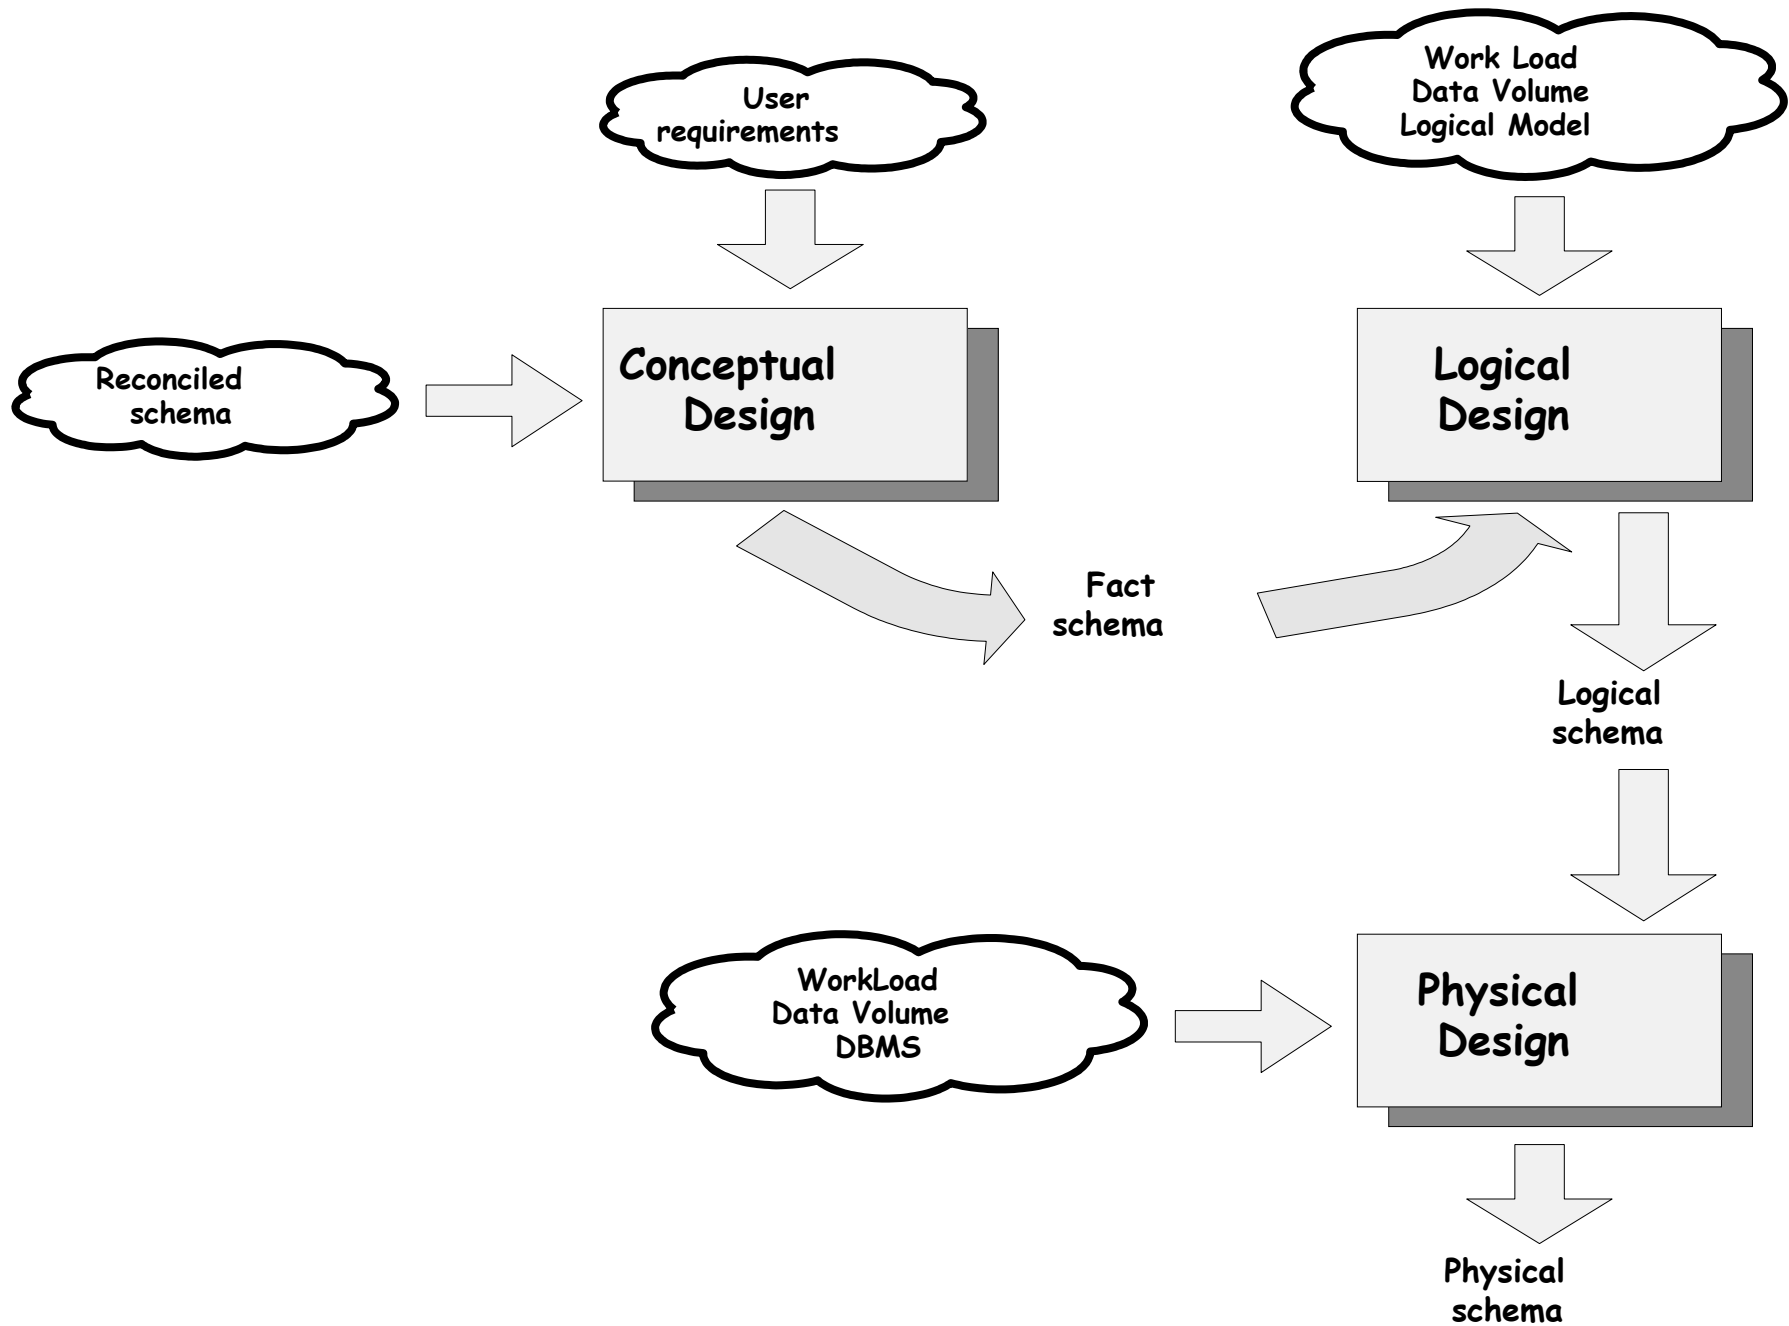 User
requirements
Work Load
Data Volume
Logical Model
Reconciled
schema
Conceptual
Design
Logical
Design
Fact
schema
Logical
schema
WorkLoad
Data Volume
DBMS
Physical
Design
Physical
schema